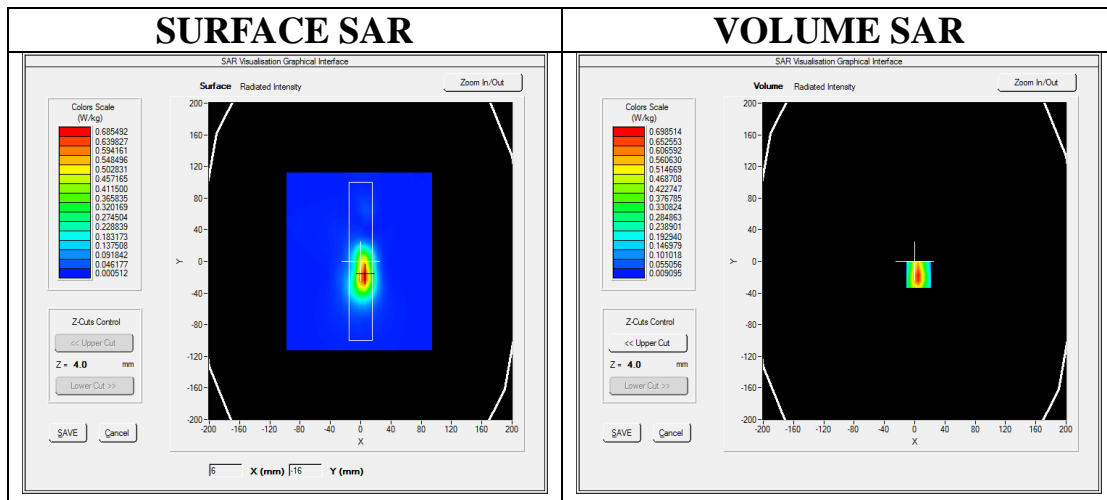 SURFACE SAR
VOLUME SAR
SAR Visualisation Graphical Interface
Surface Radiated Intensity
Zoom In/Out
Colors Scale
(W/kg)
0.685492
0.639827
0.594161
0.548496
0.502831
0.457165
0.411500
0.365835
0.320169
0.274504
0.228839
0.183173
0.137508
0.091842
0.046177
0.000512
200
160
120
80
40
0
-40
-80
-120
-160
-200
Y
-200 -160 -120 -80 -40 0 40 80 120 160 200
X
Z-Cuts Control
<< Upper Cut
Z = 4.0 mm
Lower Cut >>
SAVE Cancel
6 X (mm) -16 Y (mm)
SAR Visualisation Graphical Interface
Volume Radiated Intensity
Zoom In/Out
Colors Scale
(W/kg)
0.698514
0.652553
0.606592
0.560630
0.514669
0.468708
0.422747
0.376785
0.330824
0.284863
0.238901
0.192940
0.146979
0.101018
0.055056
0.009095
200
160
120
80
40
0
-40
-80
-120
-160
-200
Y
-200 -160 -120 -80 -40 0 40 80 120 160 200
X
Z-Cuts Control
<< Upper Cut
Z = 4.0 mm
Lower Cut >>
SAVE Cancel